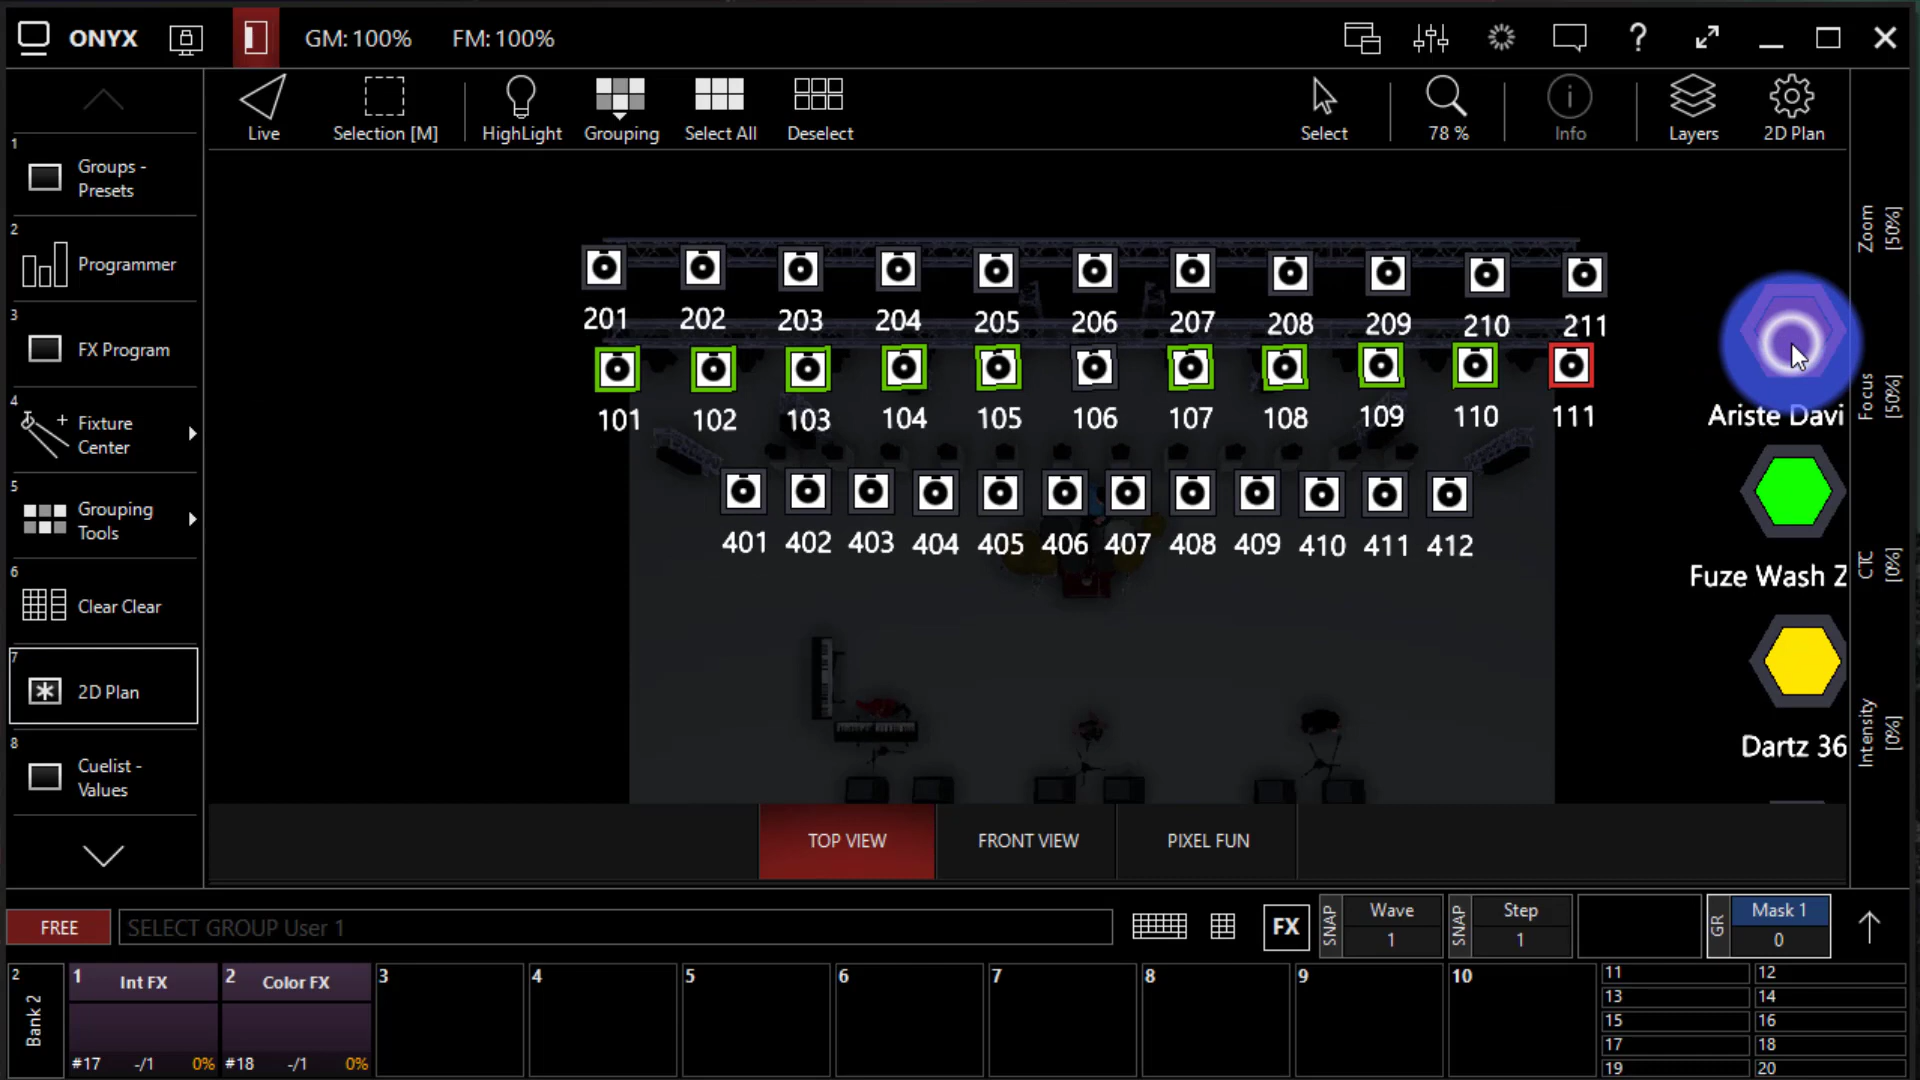 ONYX GM: 100% FM: 100% ?
Live Selection [M] HighLight Grouping Select All Deselect Select 78 % Info Layers 2D Plan
1 Groups -
Presets
2 Programmer
3 FX Program
4 Fixture
Center
5 Grouping
Tools
6 Clear Clear
7 2D Plan
8 Cuelist -
Values
201 202 203 204 205 206 207 208 209 210 211
101 102 103 104 105 106 107 108 109 110 111
401 402 403 404 405 406 407 408 409 410 411 412
Ariste Davi
Fuze Wash Z
Dartz 36
Zoom
[50%]
Focus
[50%]
CTC
[0%]
Intensity
[0%]
TOP VIEW FRONT VIEW PIXEL FUN
FREE SELECT GROUP User 1 FX
SNAP Wave
1
SNAP Step
1
GR Mask 1
0
2 Bank 2
1 Int FX
#17 -/1 0%
2 Color FX
#18 -/1 0%
3 4 5 6 7 8 9 10
11 12
13 14
15 16
17 18
19 20